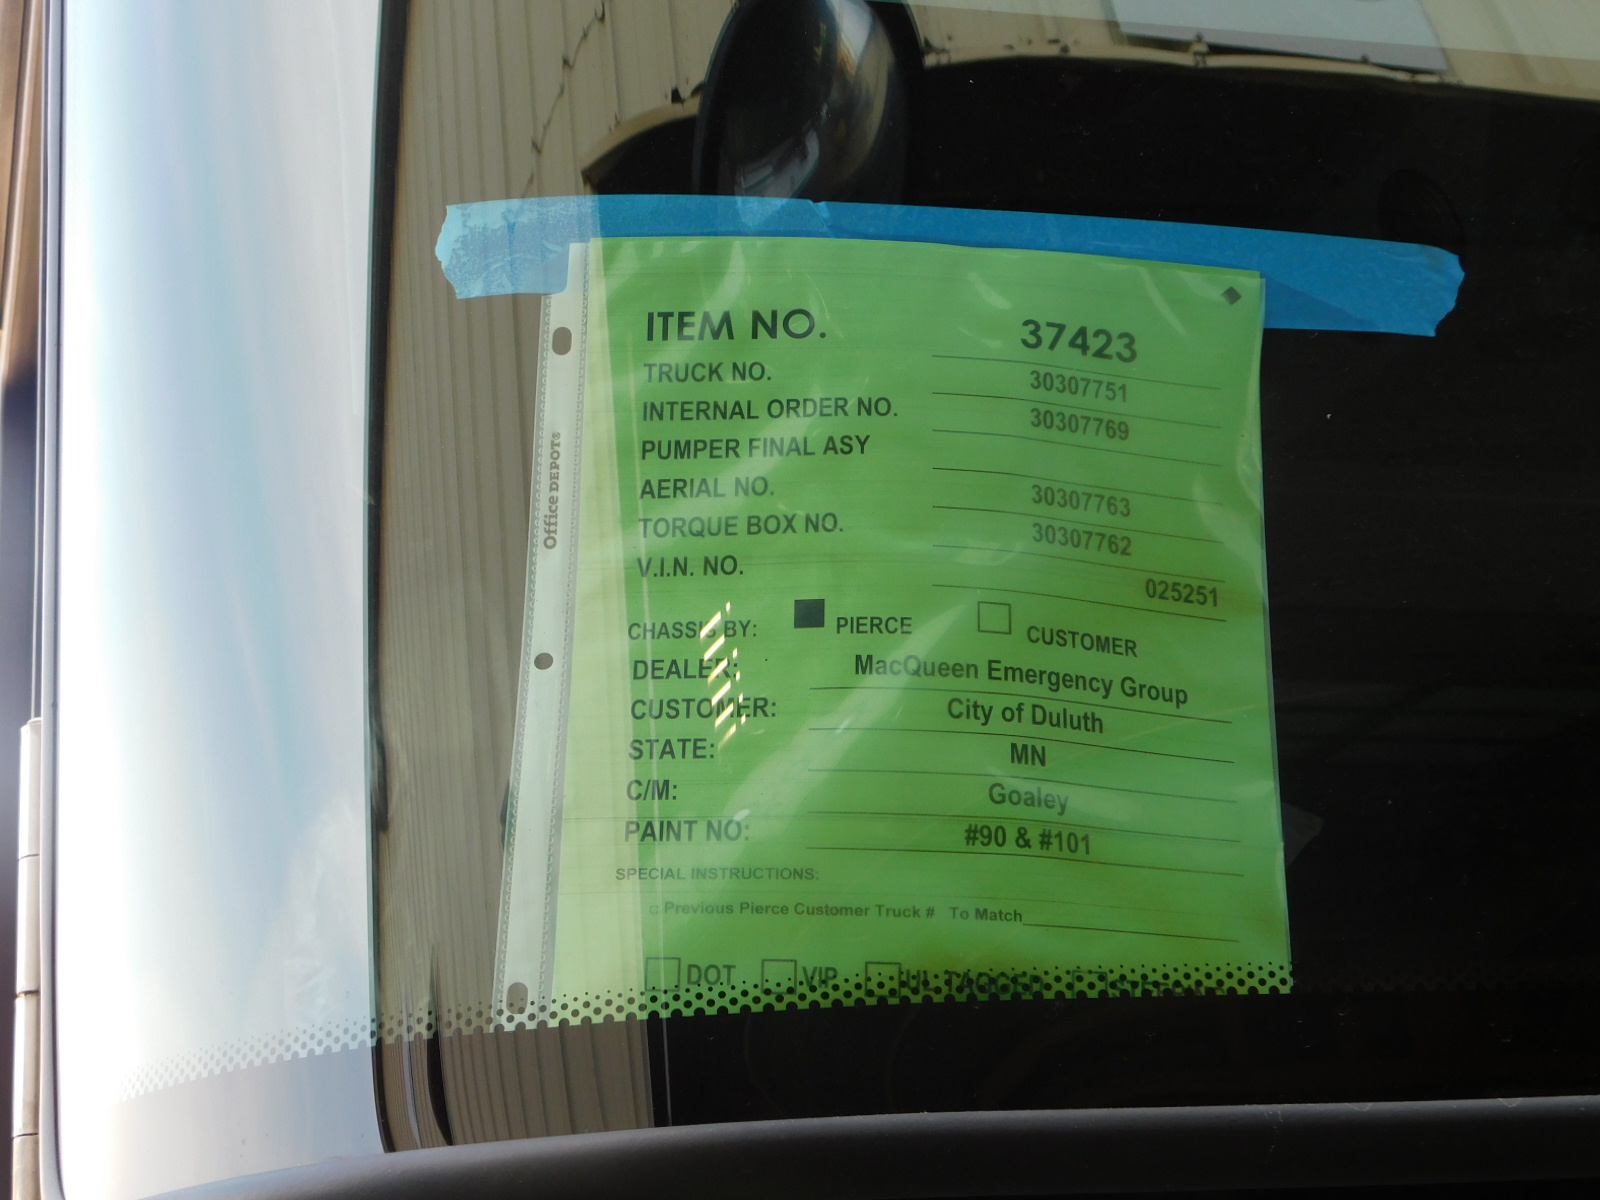 ITEM NO. 37423
TRUCK NO. 30307751
INTERNAL ORDER NO. 30307769
PUMPER FINAL ASY
AERIAL NO. 30307763
TORQUE BOX NO. 30307762
V.I.N. NO. 025251
CHASSIS BY: PIERCE CUSTOMER
DEALER: MacQueen Emergency Group
CUSTOMER: City of Duluth
STATE: MN
C/M: Goaley
PAINT NO: #90 & #101
SPECIAL INSTRUCTIONS:
Previous Pierce Customer Truck # To Match
DOT VIP UL TAGGED
Office DEPOT®